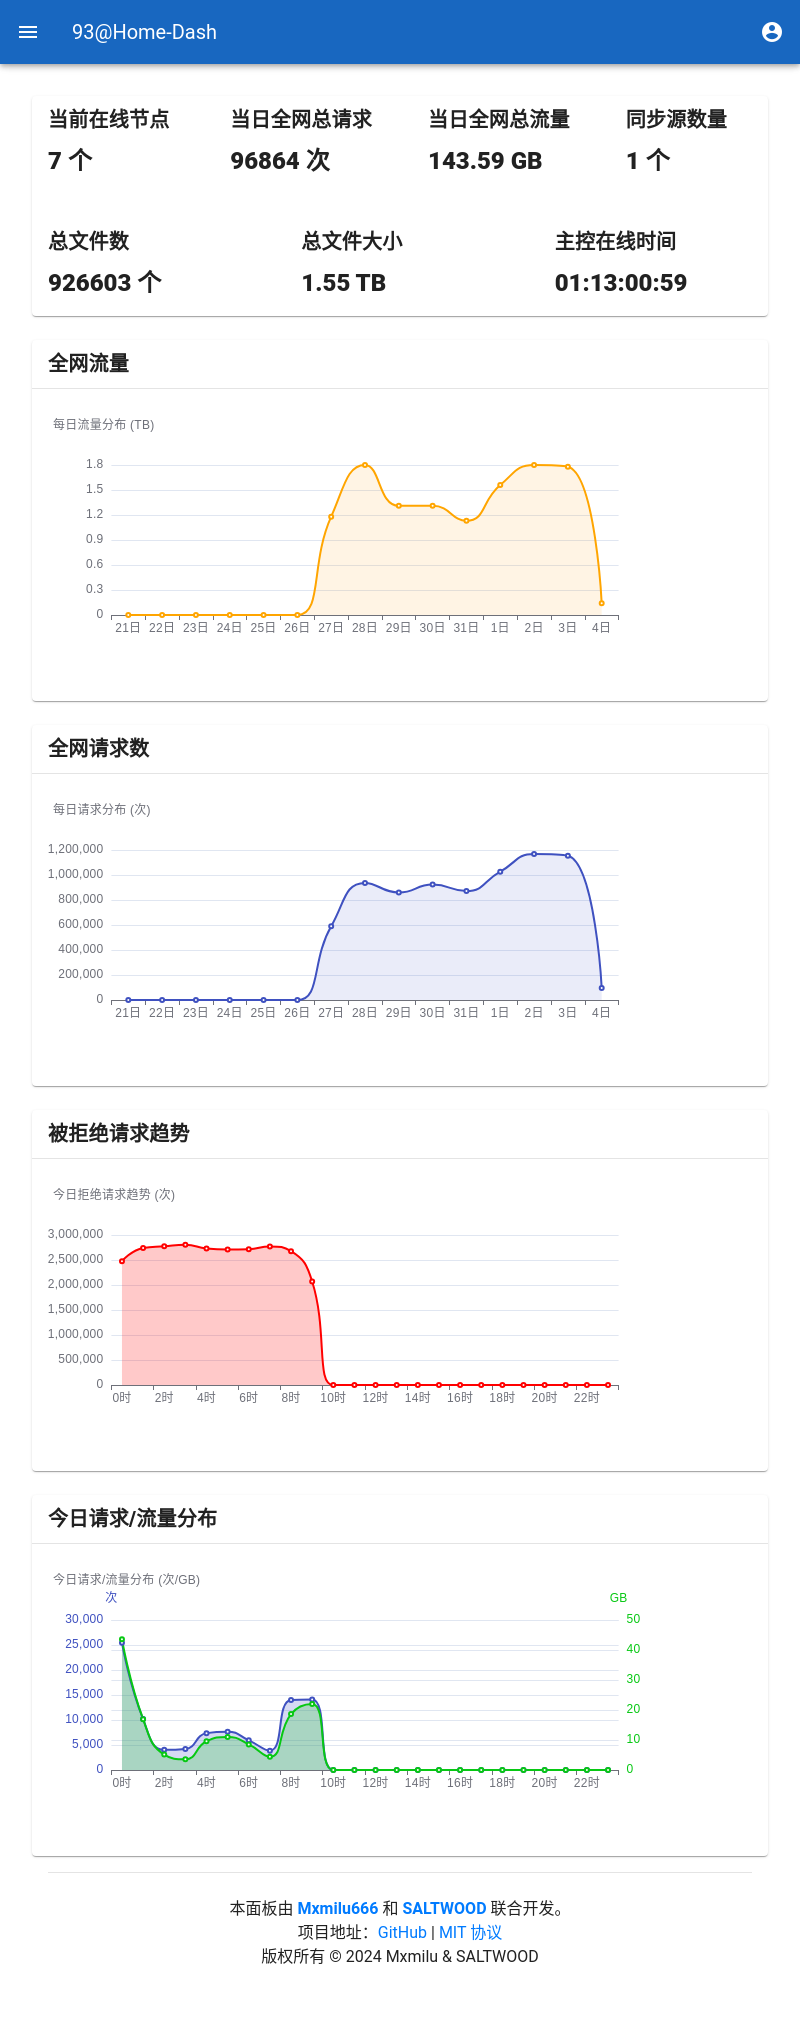 93@Home-Dash
当前在线节点 当日全网总请求 当日全网总流量 同步源数量
7 个 96864 次 143.59 GB 1 个
总文件数 总文件大小 主控在线时间
926603 个 1.55 TB 01:13:00:59
全网流量
每日流量分布 (TB)
1.8
1.5
1.2
0.9
0.6
0.3
0
21日 22日 23日 24日 25日 26日 27日 28日 29日 30日 31日 1日 2日 3日 4日
全网请求数
每日请求分布 (次)
1,200,000
1,000,000
800,000
600,000
400,000
200,000
0
21日 22日 23日 24日 25日 26日 27日 28日 29日 30日 31日 1日 2日 3日 4日
被拒绝请求趋势
今日拒绝请求趋势 (次)
3,000,000
2,500,000
2,000,000
1,500,000
1,000,000
500,000
0
0时 2时 4时 6时 8时 10时 12时 14时 16时 18时 20时 22时
今日请求/流量分布
今日请求/流量分布 (次/GB)
次 GB
30,000 50
25,000 40
20,000 30
15,000 20
10,000 10
5,000
0 0
0时 2时 4时 6时 8时 10时 12时 14时 16时 18时 20时 22时
本面板由 Mxmilu666 和 SALTWOOD 联合开发。
项目地址：GitHub | MIT 协议
版权所有 © 2024 Mxmilu & SALTWOOD